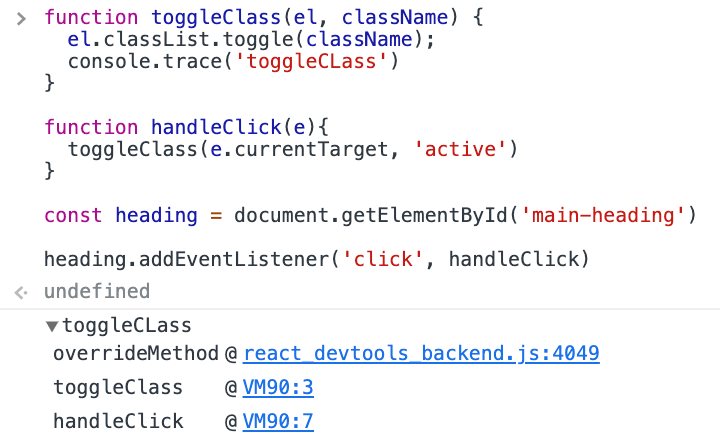 function toggleClass(el, className) {
el.classList.toggle(className);
console.trace('toggleCLass')
}
function handleClick(e){
toggleClass(e.currentTarget, 'active')
}
const heading = document.getElementById('main-heading')
heading.addEventListener('click', handleClick)
undefined
toggleCLass
overrideMethod @ react_devtools_backend.js:4049
toggleClass @ VM90:3
handleClick @ VM90:7